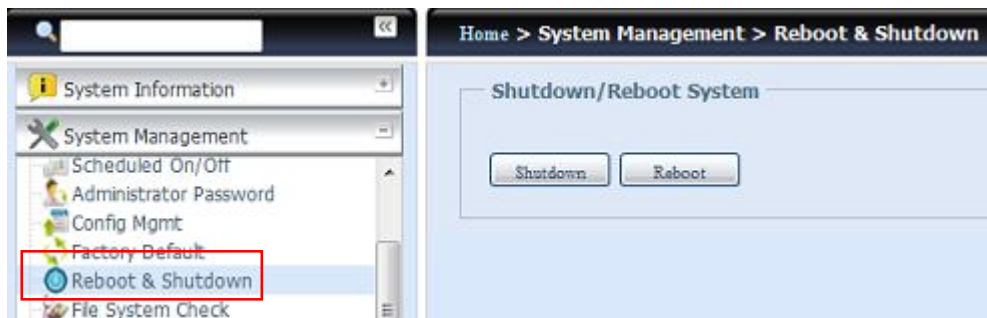 Home > System Management > Reboot & Shutdown
System Information
System Management
Scheduled On/Off
Administrator Password
Config Mgmt
Factory Default
Reboot & Shutdown
File System Check
Shutdown/Reboot System
Shutdown
Reboot